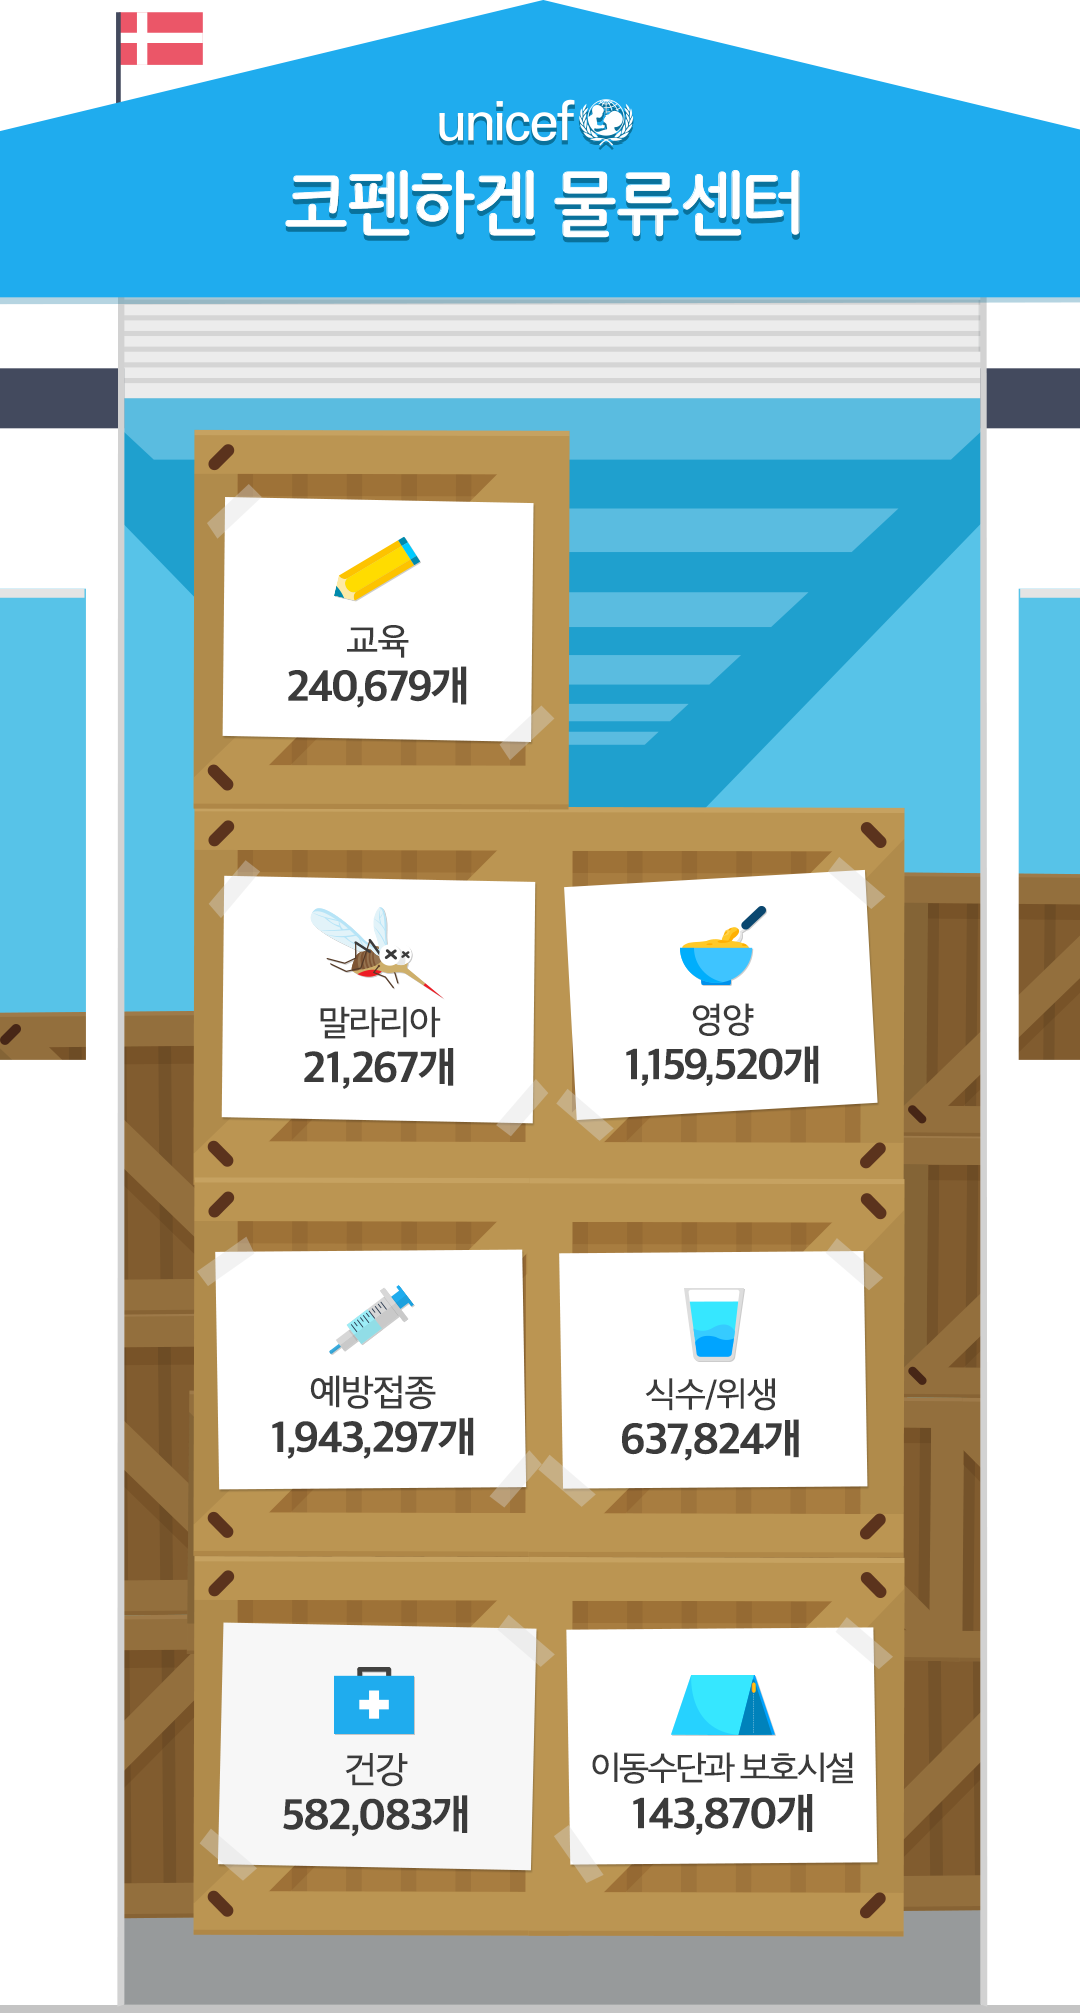 unicef
코펜하겐 물류센터
교육
240,679개
말라리아
21,267개
영양
1,159,520개
예방접종
1,943,297개
식수/위생
637,824개
건강
582,083개
이동수단과 보호시설
143,870개